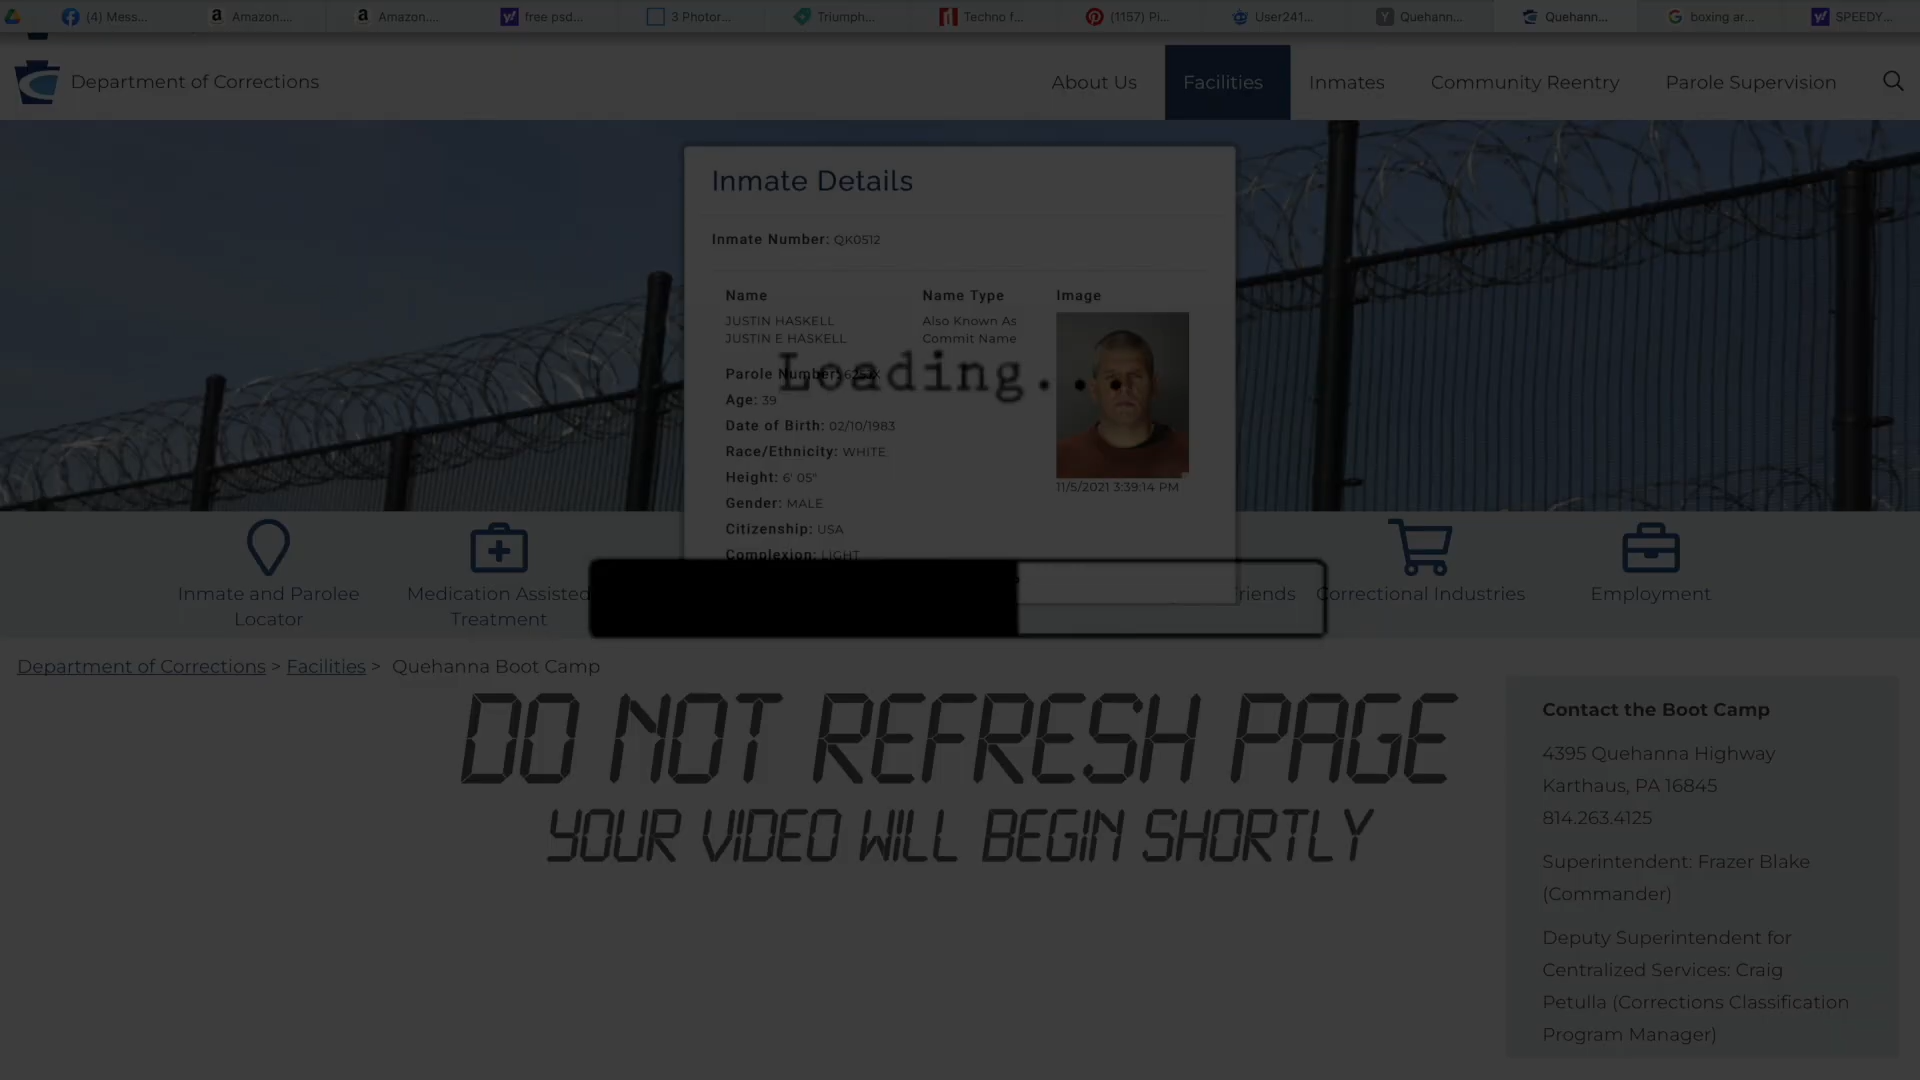 (4) Mess...
Amazon....
Amazon....
free psd...
3 Photor...
Triumph...
Techno f...
(1157) Pi...
User241...
Quehann...
Quehann...
boxing ar...
SPEEDY...
Department of Corrections
About Us
Facilities
Inmates
Community Reentry
Parole Supervision
Inmate Details
Inmate Number: QK0512
Name Name Type Image
JUSTIN HASKELL Also Known As
JUSTIN E HASKELL Commit Name
Loading...
Parole Number:
Age: 39
Date of Birth: 02/10/1983
Race/Ethnicity: WHITE
Height: 6' 05"
Gender: MALE
Citizenship: USA
Complexion: LIGHT
11/5/2021 3:39:14 PM
Inmate and Parolee
Locator
Medication Assisted
Treatment
Correctional Industries
Employment
Department of Corrections > Facilities > Quehanna Boot Camp
DO NOT REFRESH PAGE
YOUR VIDEO WILL BEGIN SHORTLY
Contact the Boot Camp
4395 Quehanna Highway
Karthaus, PA 16845
814.263.4125
Superintendent: Frazer Blake
(Commander)
Deputy Superintendent for
Centralized Services: Craig
Petulla (Corrections Classification
Program Manager)